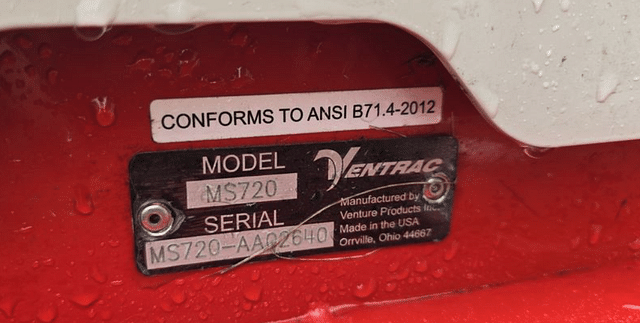 CONFORMS TO ANSI B71.4-2012
MODEL
VENTRAC
MS720
SERIAL
MS720-AA02640
Manufactured by
Venture Products Inc.
Made in the USA
Orrville, Ohio 44667